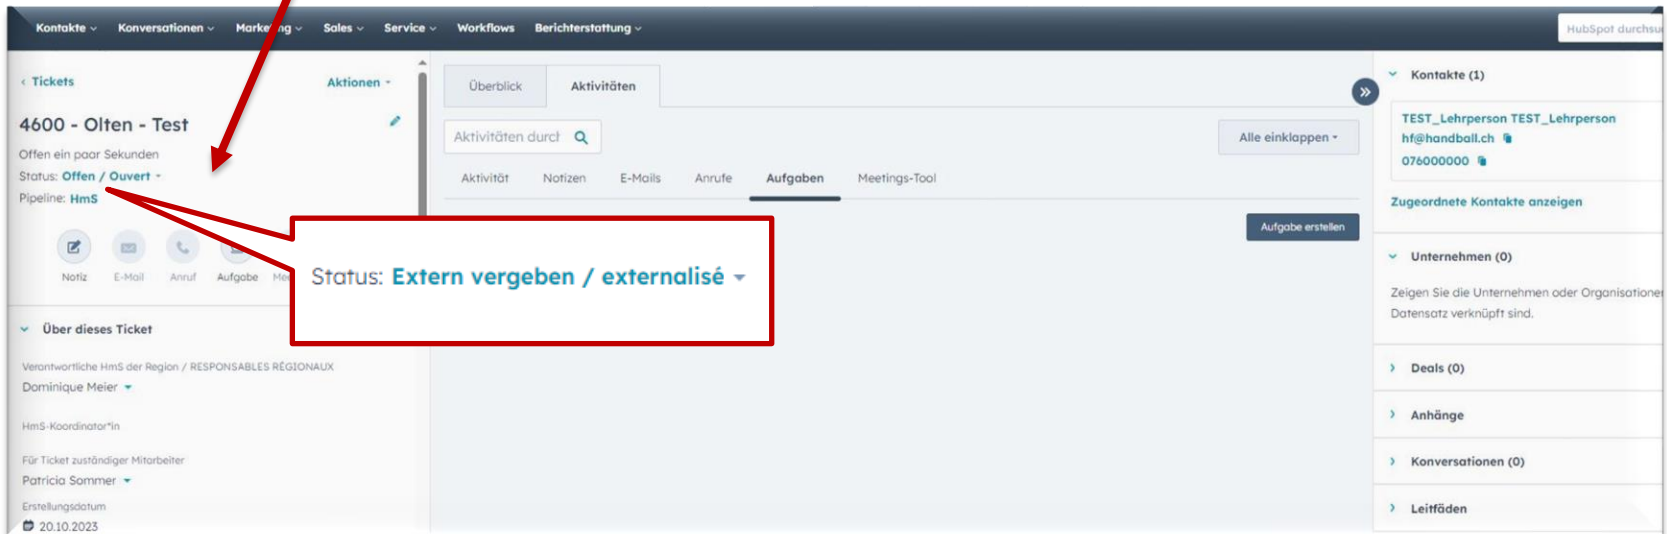 Kontakte Konversationen Marketing Sales Service Workflows Berichterstattung
HubSpot durchsu
Tickets
Aktionen
4600 - Olten - Test
Offen ein paar Sekunden
Status: Offen / Ouvert
Pipeline: HmS
Notiz E-Mail Anruf Aufgabe Mee
Über dieses Ticket
Verantwortliche HmS der Region / RESPONSABLES RÉGIONAUX
Dominique Meier
HmS-Koordinator*in
Für Ticket zuständiger Mitarbeiter
Patricia Sommer
Erstellungsdatum
20.10.2023
Überblick Aktivitäten
Aktivitäten durch
Alle einklappen
Aktivität Notizen E-Mails Anrufe Aufgaben Meetings-Tool
Aufgabe erstellen
Status: Extern vergeben / externalisé
Kontakte (1)
TEST_Lehrperson TEST_Lehrperson
hf@handball.ch
076000000
Zugeordnete Kontakte anzeigen
Unternehmen (0)
Zeigen Sie die Unternehmen oder Organisationen
Datensatz verknüpft sind.
Deals (0)
Anhänge
Konversationen (0)
Leitfäden